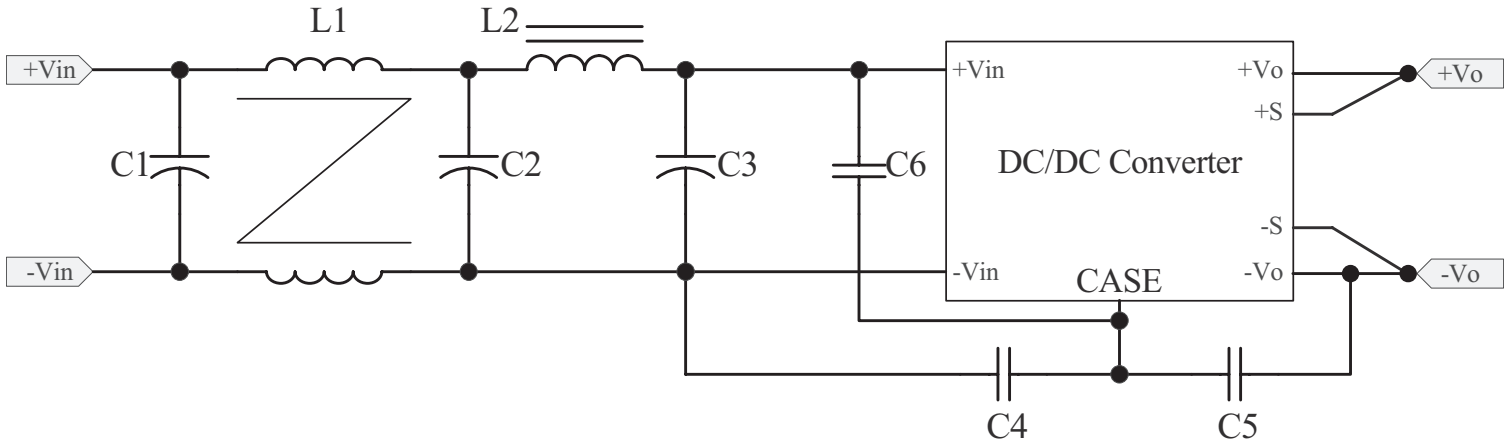 L1
L2
+Vin
+Vin
+Vo
+Vo
+S
C1
C2
C3
C6
DC/DC Converter
-S
-Vin
-Vin
-Vo
-Vo
CASE
C4
C5